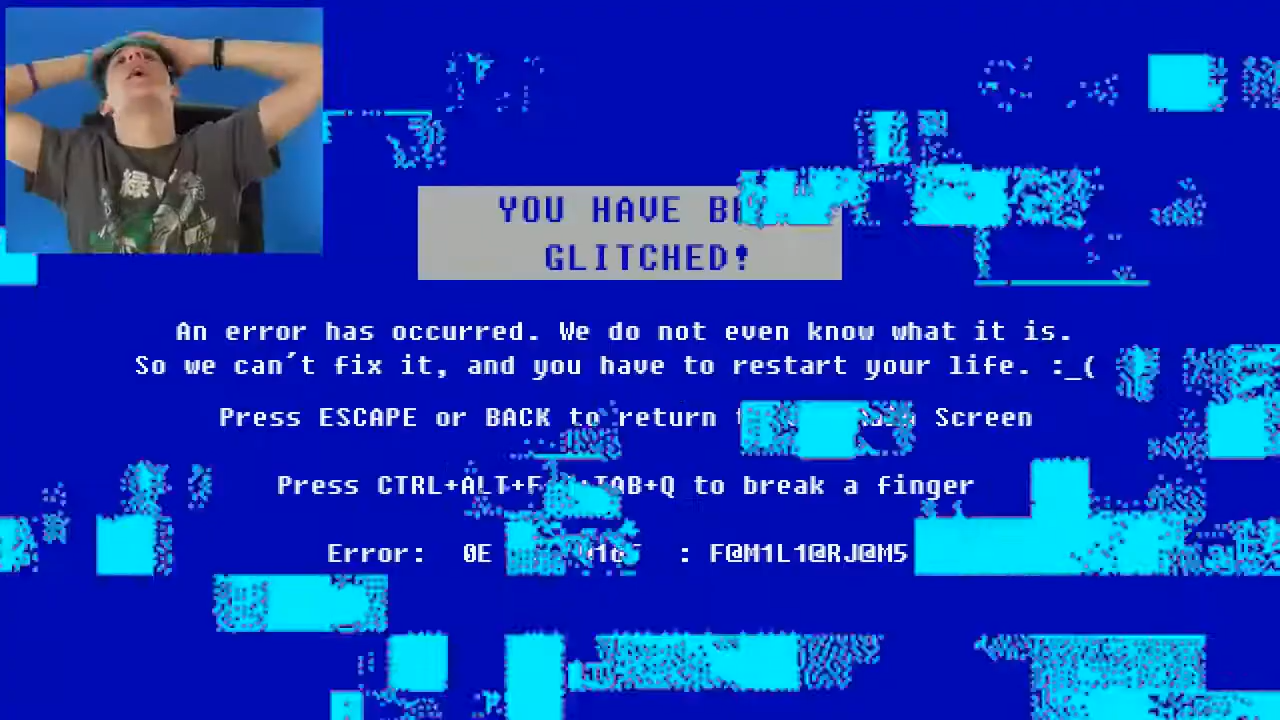 緑
YOU HAVE
GLITCHED!
An error has occurred. We do not even know what it is.
So we can't fix it, and you have to restart your life. :_(
Press ESCAPE or BACK to return Screen
Press CTRL+ALT+F +TAB+Q to break a finger
Error: 0E : F@M1L1@RJ@M5